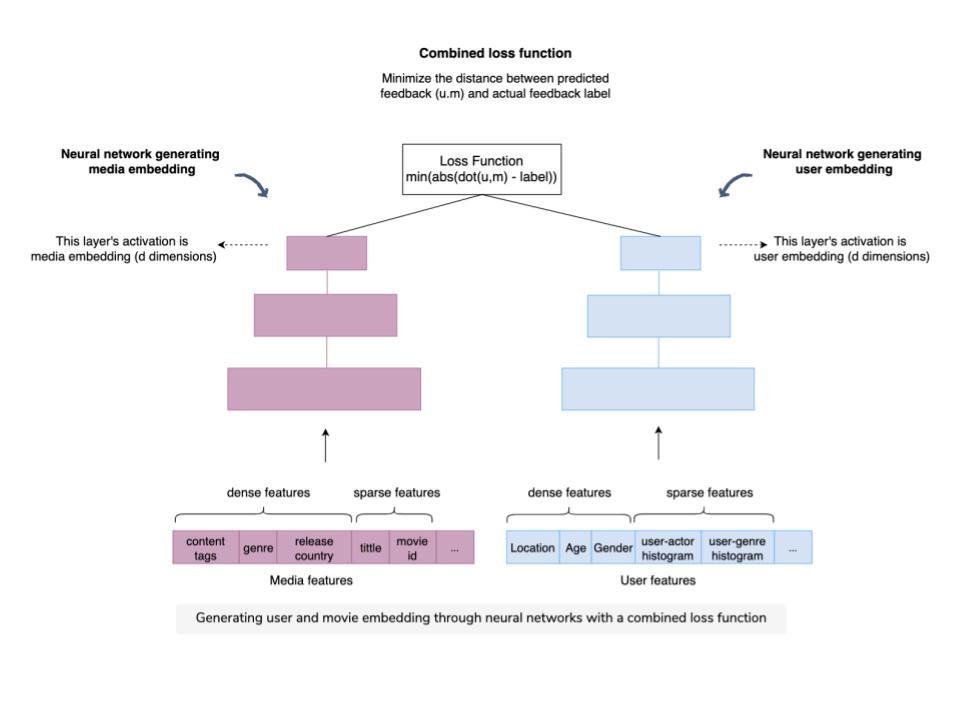 Combined loss function
Minimize the distance between predicted
feedback (u.m) and actual feedback label
Neural network generating
media embedding
Loss Function
min(abs(dot(u,m) - label))
Neural network generating
user embedding
This layer's activation is
media embedding (d dimensions)
This layer's activation is
user embedding (d dimensions)
dense features
sparse features
content
tags
genre
release
country
tittle
movie
id
...
Media features
dense features
sparse features
Location
Age
Gender
user-actor
histogram
user-genre
histogram
...
User features
Generating user and movie embedding through neural networks with a combined loss function